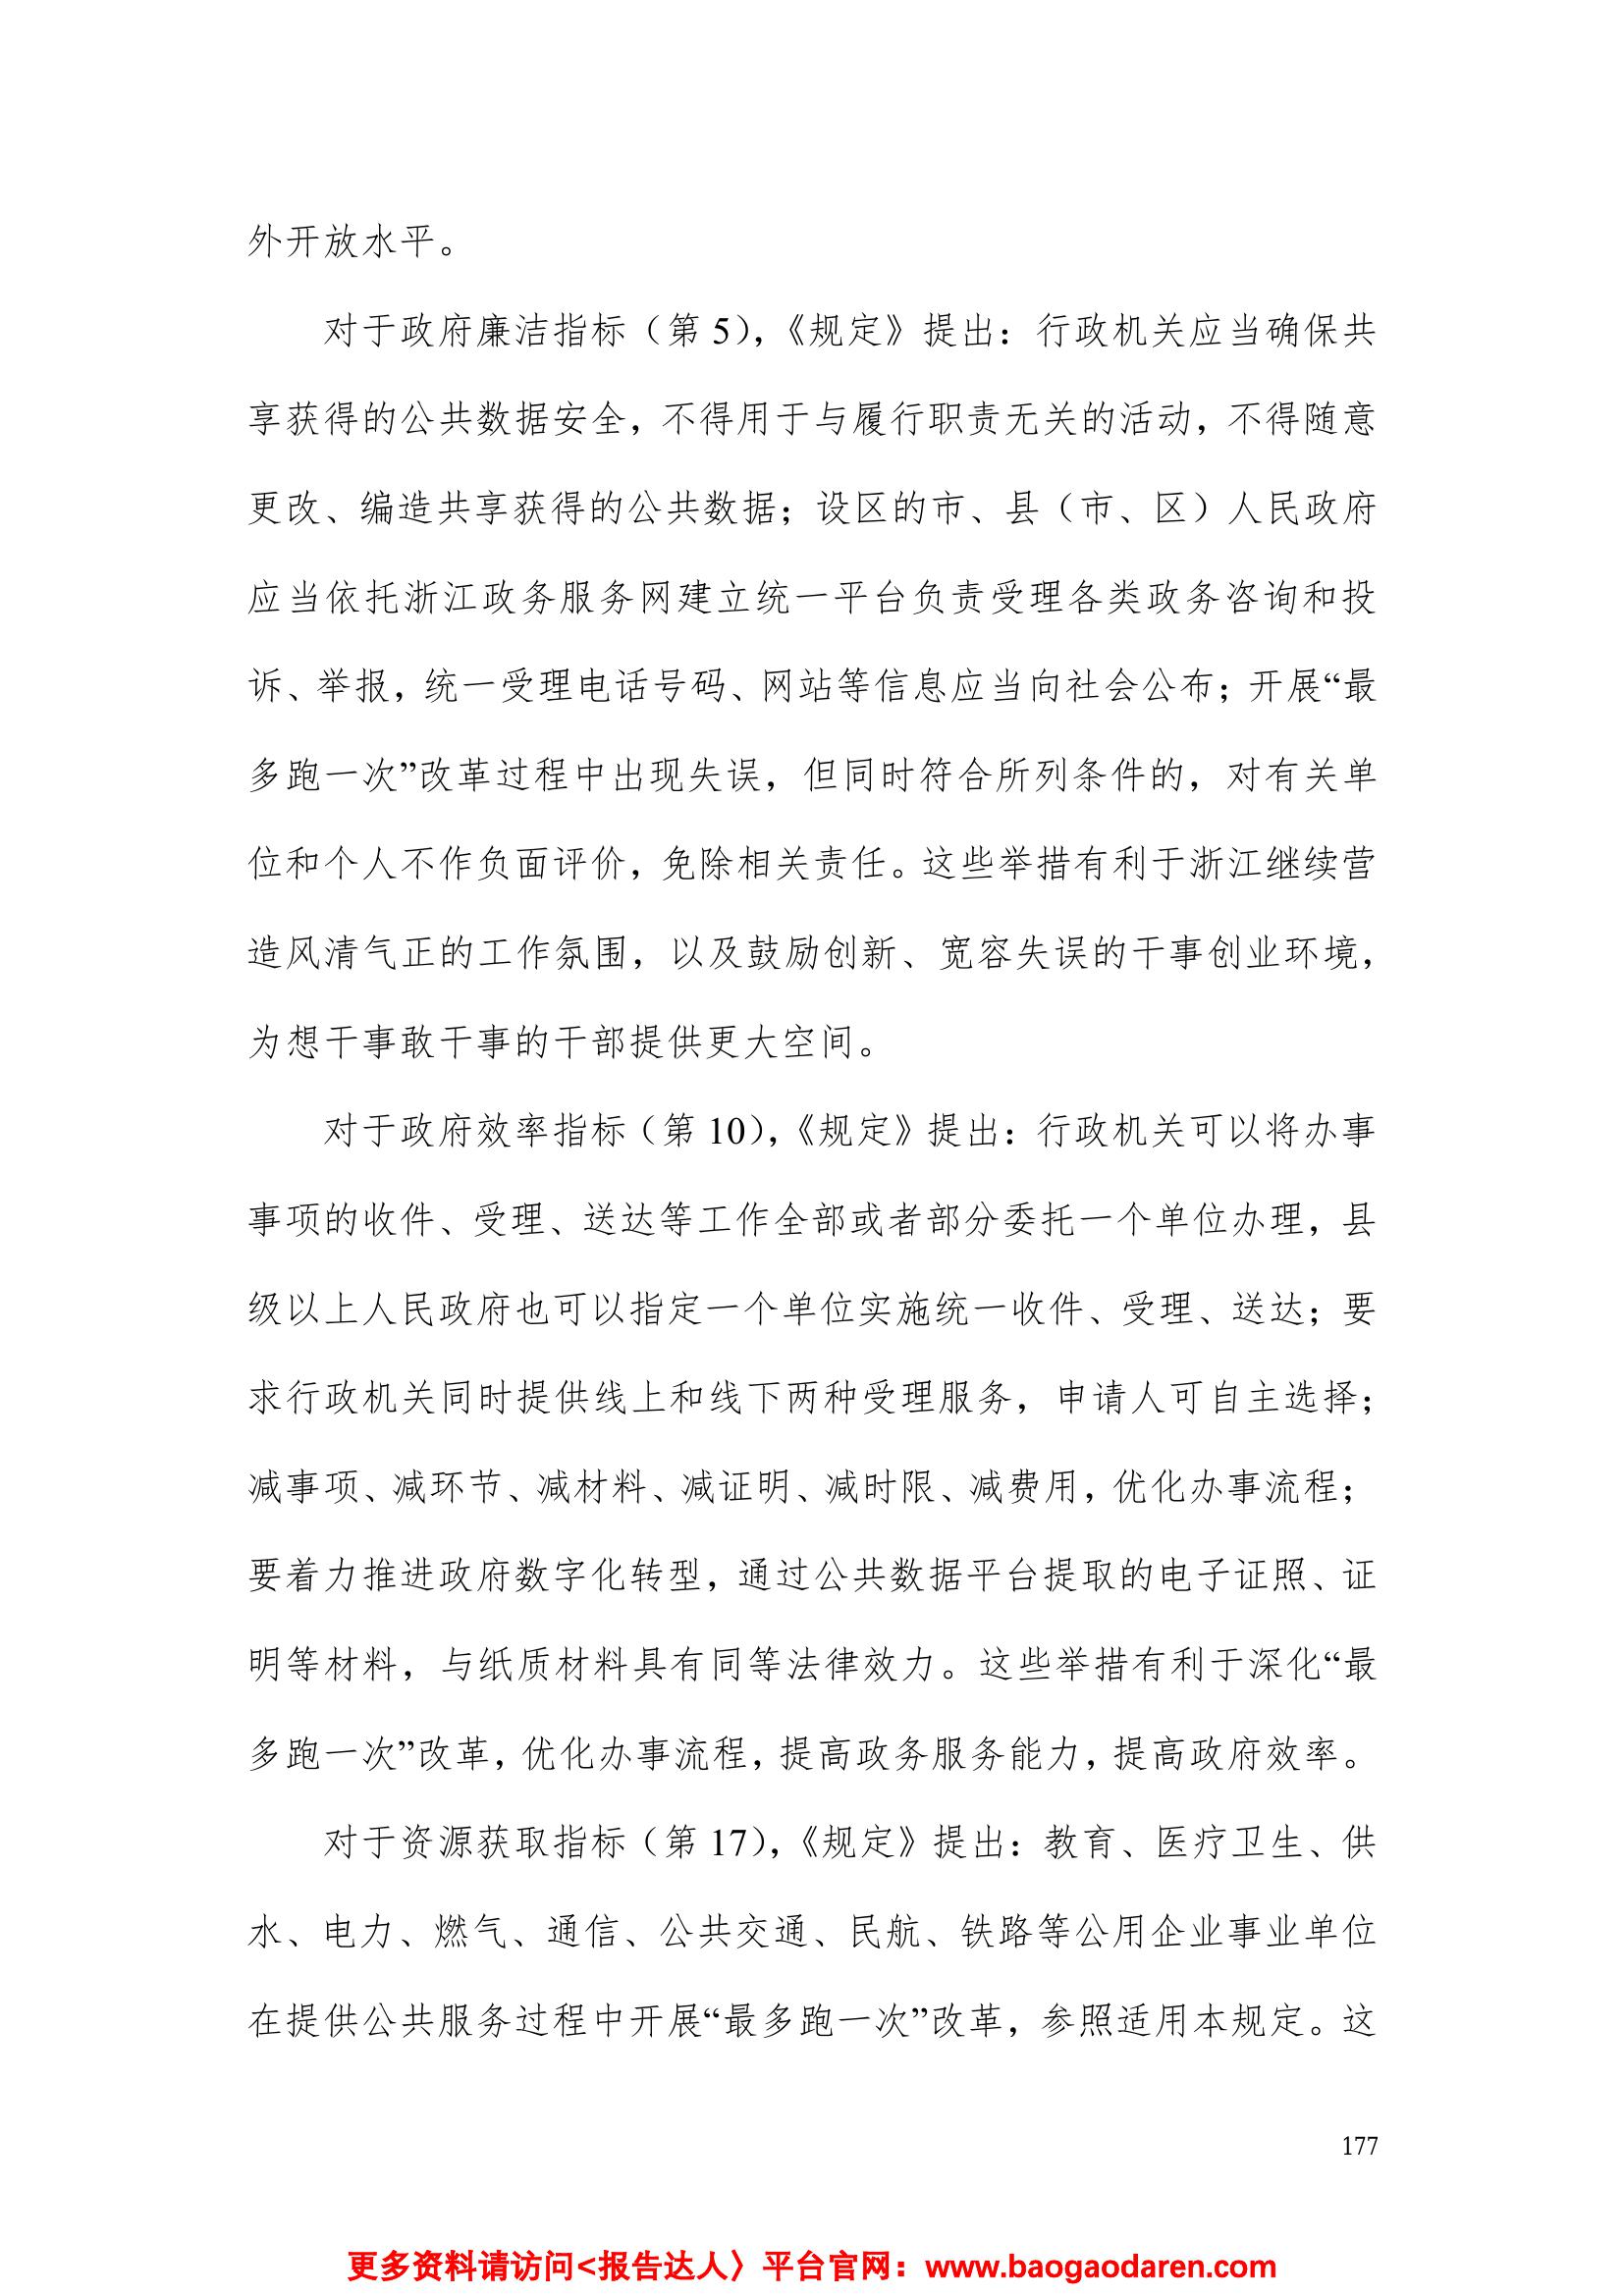 外开放水平。
对于政府廉洁指标（第 5），《规定》提出：行政机关应当确保共
享获得的公共数据安全，不得用于与履行职责无关的活动，不得随意
更改、编造共享获得的公共数据；设区的市、县（市、区）人民政府
应当依托浙江政务服务网建立统一平台负责受理各类政务咨询和投
诉、举报，统一受理电话号码、网站等信息应当向社会公布；开展“最
多跑一次”改革过程中出现失误，但同时符合所列条件的，对有关单
位和个人不作负面评价，免除相关责任。这些举措有利于浙江继续营
造风清气正的工作氛围，以及鼓励创新、宽容失误的干事创业环境，
为想干事敢干事的干部提供更大空间。
对于政府效率指标（第 10），《规定》提出：行政机关可以将办事
事项的收件、受理、送达等工作全部或者部分委托一个单位办理，县
级以上人民政府也可以指定一个单位实施统一收件、受理、送达；要
求行政机关同时提供线上和线下两种受理服务，申请人可自主选择；
减事项、减环节、减材料、减证明、减时限、减费用，优化办事流程；
要着力推进政府数字化转型，通过公共数据平台提取的电子证照、证
明等材料，与纸质材料具有同等法律效力。这些举措有利于深化“最
多跑一次”改革，优化办事流程，提高政务服务能力，提高政府效率。
对于资源获取指标（第 17），《规定》提出：教育、医疗卫生、供
水、电力、燃气、通信、公共交通、民航、铁路等公用企业事业单位
在提供公共服务过程中开展“最多跑一次”改革，参照适用本规定。这
177
更多资料请访问<报告达人〉平台官网：www.baogaodaren.com